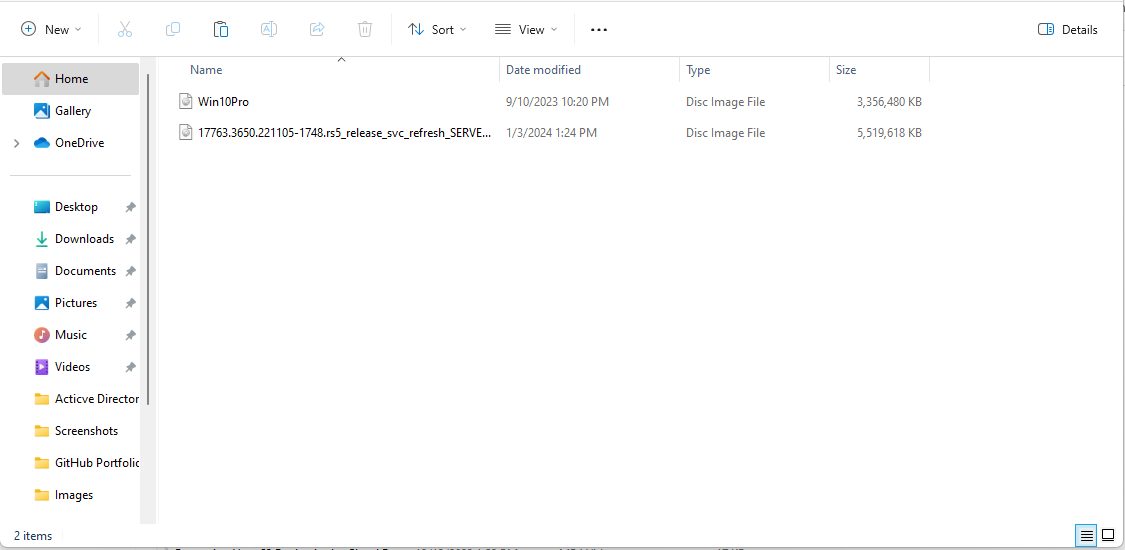 New Sort View Details
Name Date modified Type Size
Home
Gallery
OneDrive
Desktop
Downloads
Documents
Pictures
Music
Videos
Acticve Director
Screenshots
GitHub Portfolic
Images
Win10Pro 9/10/2023 10:20 PM Disc Image File 3,356,480 KB
17763.3650.221105-1748.rs5_release_svc_refresh_SERVE... 1/3/2024 1:24 PM Disc Image File 5,519,618 KB
2 items